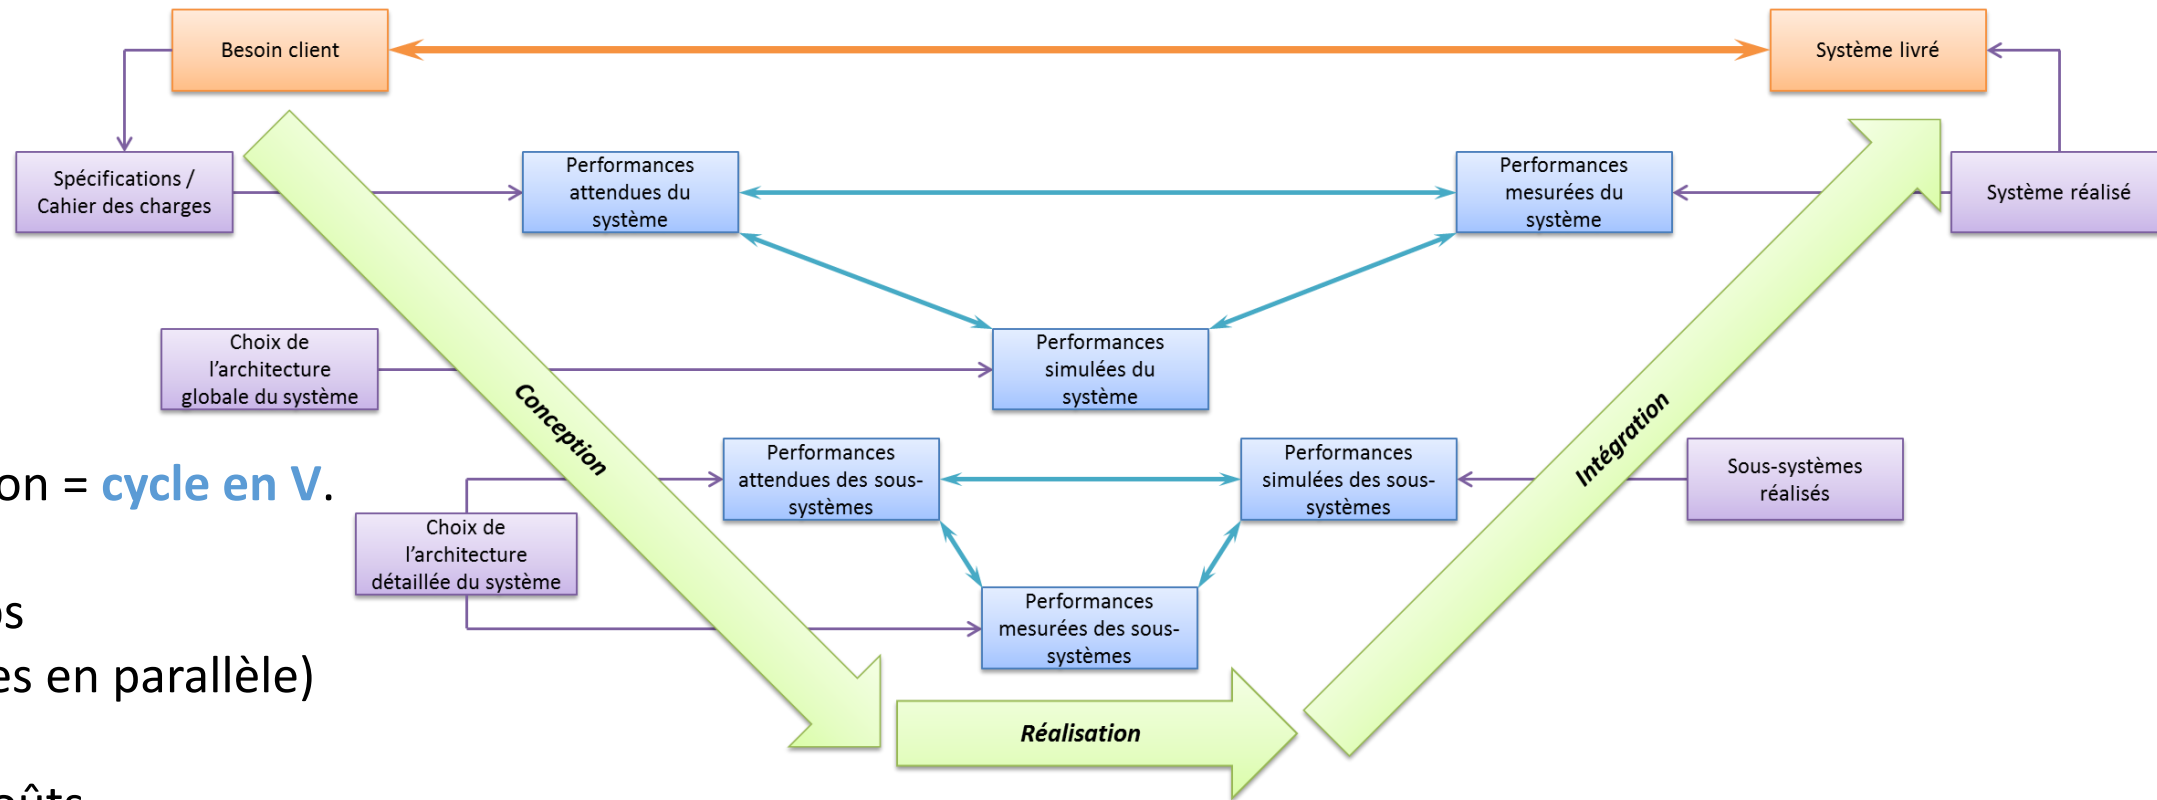 Besoin client
Système livré
Spécifications /
Cahier des charges
Performances
attendues du
système
Performances
mesurées du
système
Système réalisé
Choix de
l’architecture
globale du système
Performances
simulées du
système
Conception
Intégration
on = cycle en V.
Performances
attendues des sous-
systèmes
Performances
simulées des sous-
systèmes
Sous-systèmes
réalisés
Choix de
l’architecture
détaillée du système
Performances
mesurées des sous-
systèmes
es en parallèle)
Réalisation